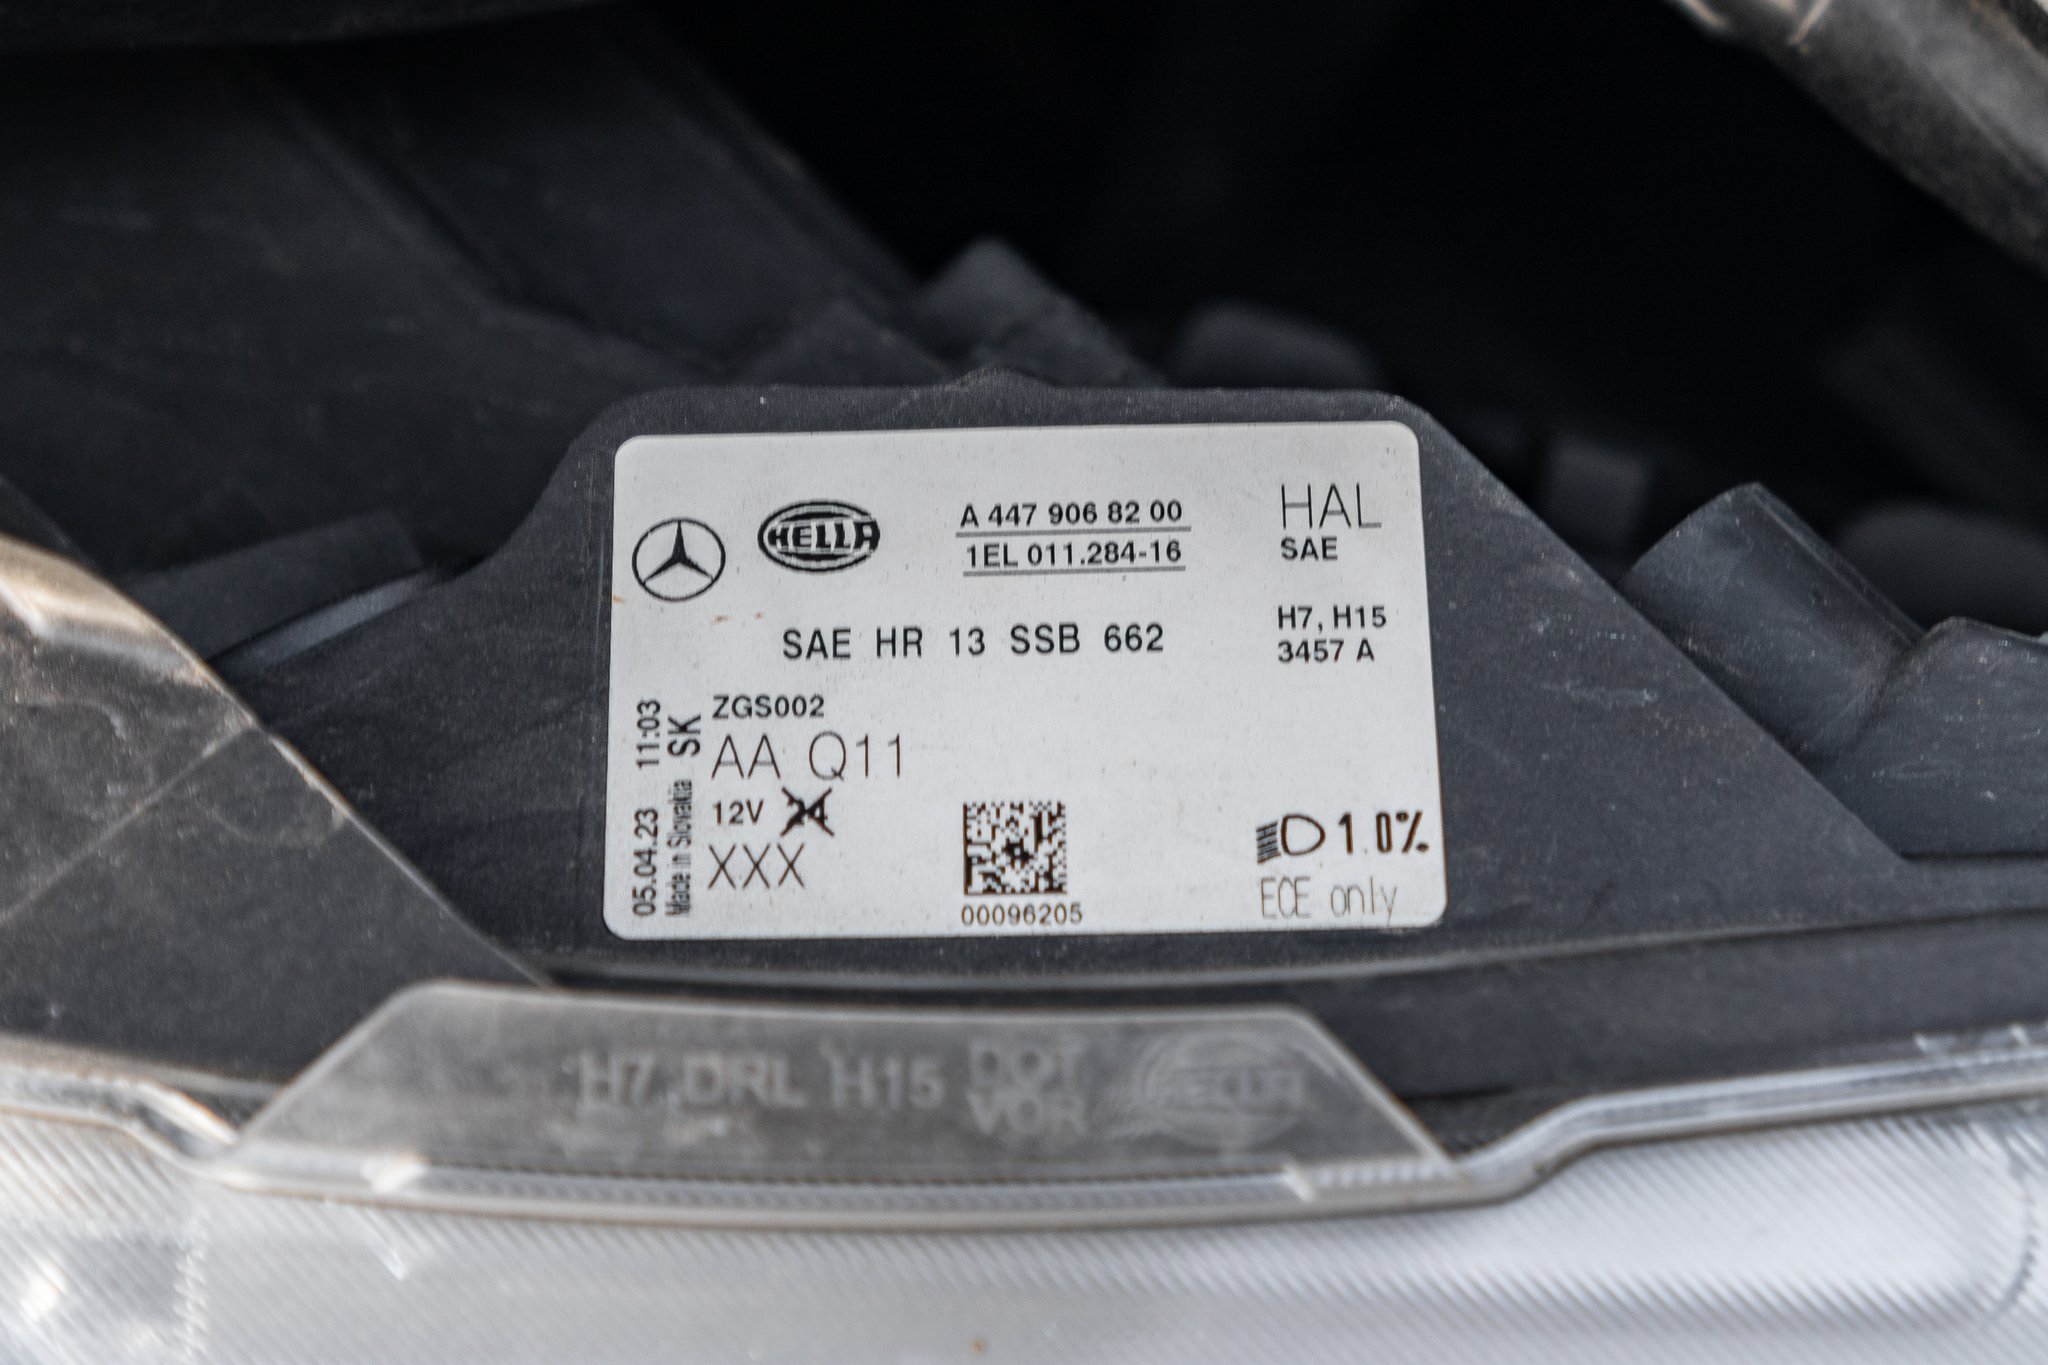 HELLA
A 447 906 82 00
1EL 011.284-16
HAL
SAE
SAE HR 13 SSB 662
H7, H15
3457 A
05.04.23 11:03
Made in Slovakia SK
ZGS002
AA Q11
12V 24
XXX
00096205
1.0%
ECE only
H7, DRL H15 DOT
VOR
HELLA